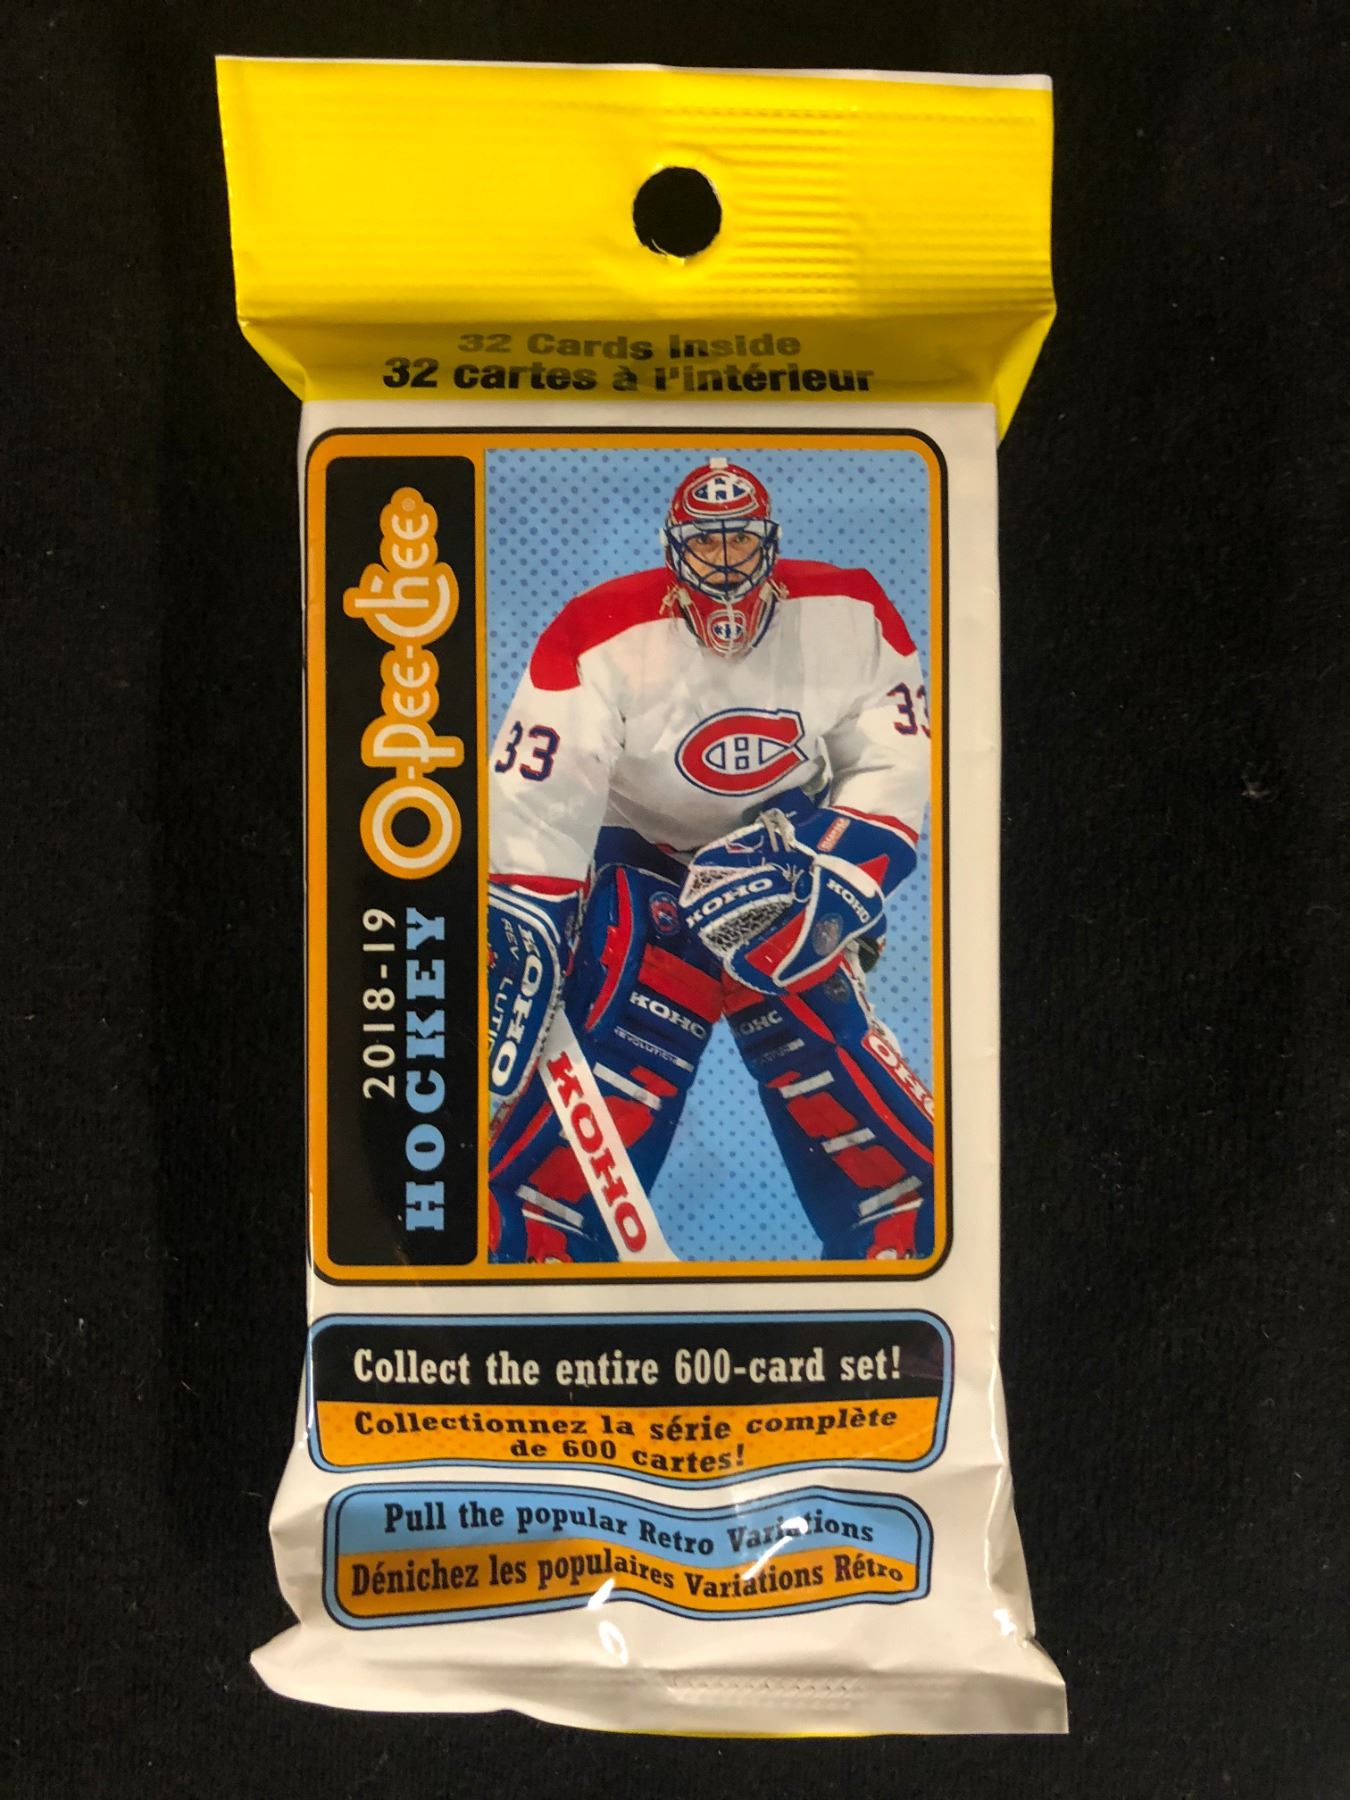 32 Cards Inside
32 cartes à l'intérieur
2018-19
O-Pee-Chee®
HOCKEY
33
33
KOHO
KOHO
KOHO
REVOLUTION
KOHO
KOHO
Collect the entire 600-card set!
Collectionnez la série complète
de 600 cartes!
Pull the popular Retro Variations
Dénichez les populaires Variations Rétro